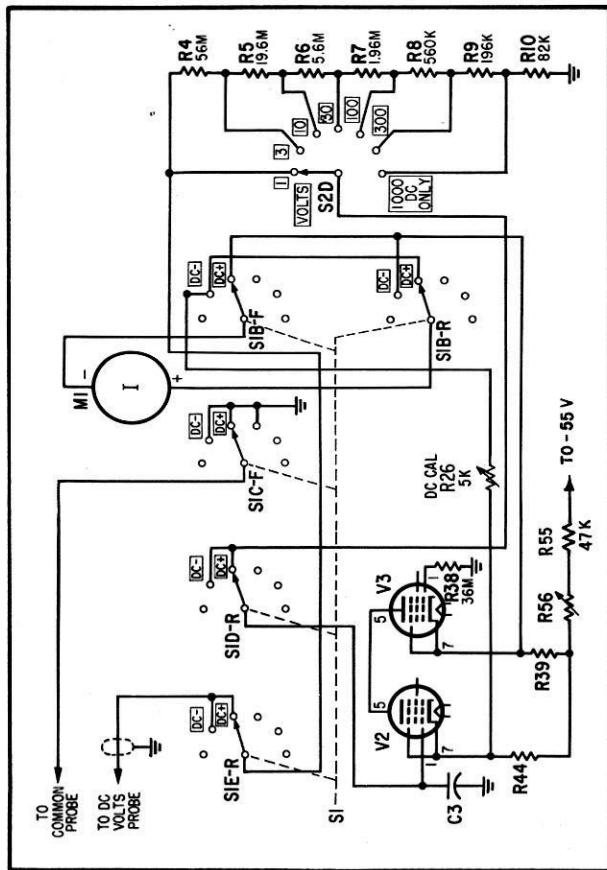 TO
COMMON
PROBE
TO DC
VOLTS
PROBE
DC-
DC+
SIE-R
DC-
DC+
SID-R
DC-
DC+
SIC-F
MI
-
I
+
DC-
DC+
SIB-F
DC-
DC+
SIB-R
SI
1
3
10
30
100
300
VOLTS
1000
DC
ONLY
S2D
R4
56M
R5
19.6M
R6
5.6M
R7
1.96M
R8
560K
R9
196K
R10
82K
DC CAL
R26
5K
V2
5
1
7
V3
5
1
7
R38
36M
C3
R44
R39
R56
R55
47K
TO -55 V